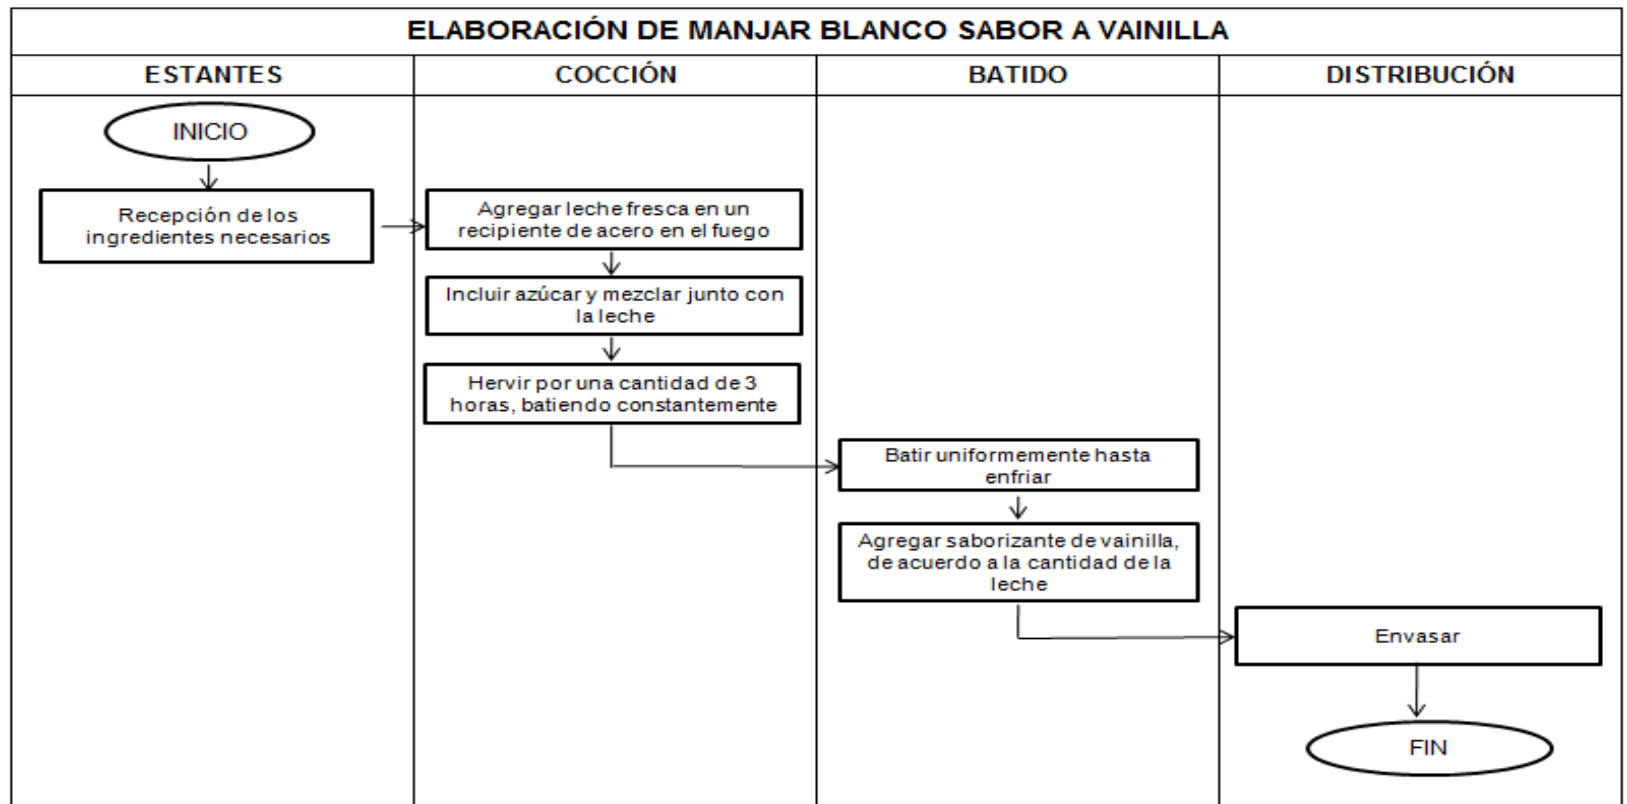 ELABORACIÓN DE MANJAR BLANCO SABOR A VAINILLA
ESTANTES
COCCIÓN
BATIDO
DISTRIBUCIÓN
INICIO
Recepción de los
ingredientes necesarios
Agregar leche fresca en un
recipiente de acero en el fuego
Incluir azúcar y mezclar junto con
la leche
Hervir por una cantidad de 3
horas, batiendo constantemente
Batir uniformemente hasta
enfriar
Agregar saborizante de vainilla,
de acuerdo a la cantidad de la
leche
Envasar
FIN